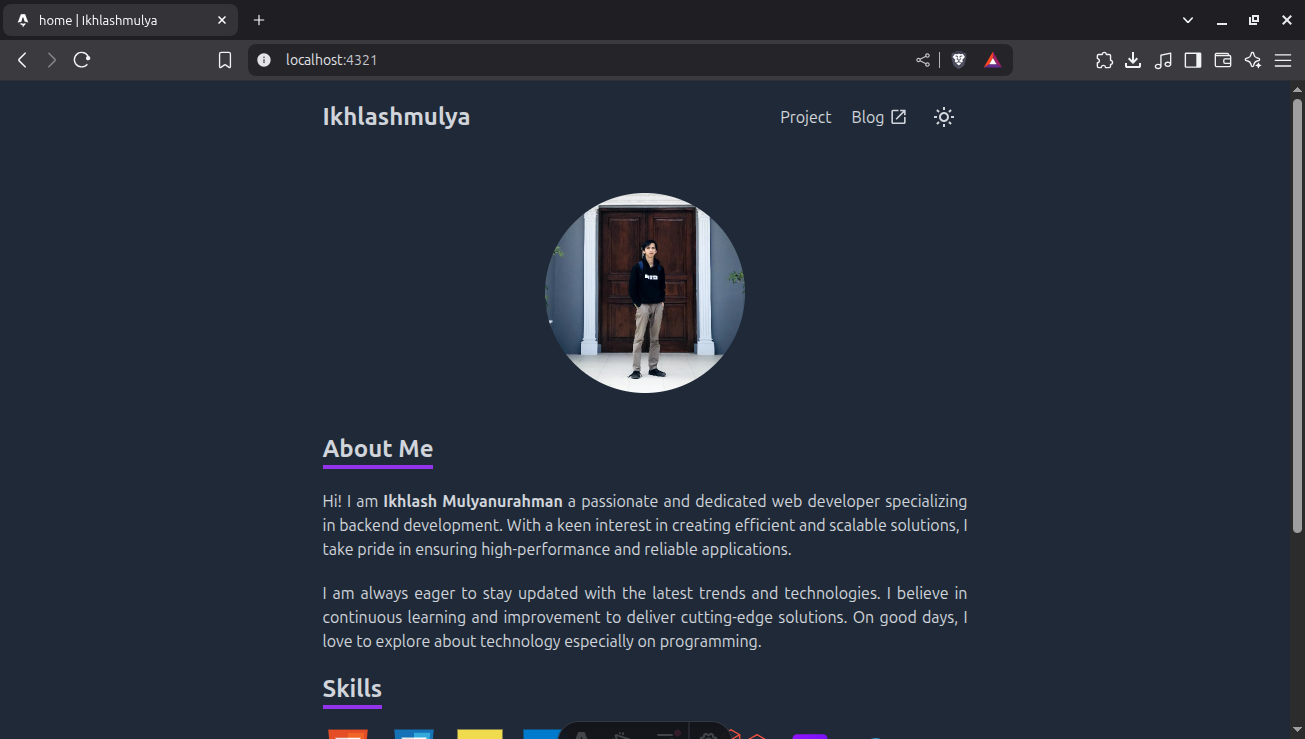 home | Ikhlashmulya
localhost:4321
Ikhlashmulya
Project
Blog
About Me
Hi! I am Ikhlash Mulyanurahman a passionate and dedicated web developer specializing
in backend development. With a keen interest in creating efficient and scalable solutions, I
take pride in ensuring high-performance and reliable applications.
I am always eager to stay updated with the latest trends and technologies. I believe in
continuous learning and improvement to deliver cutting-edge solutions. On good days, I
love to explore about technology especially on programming.
Skills